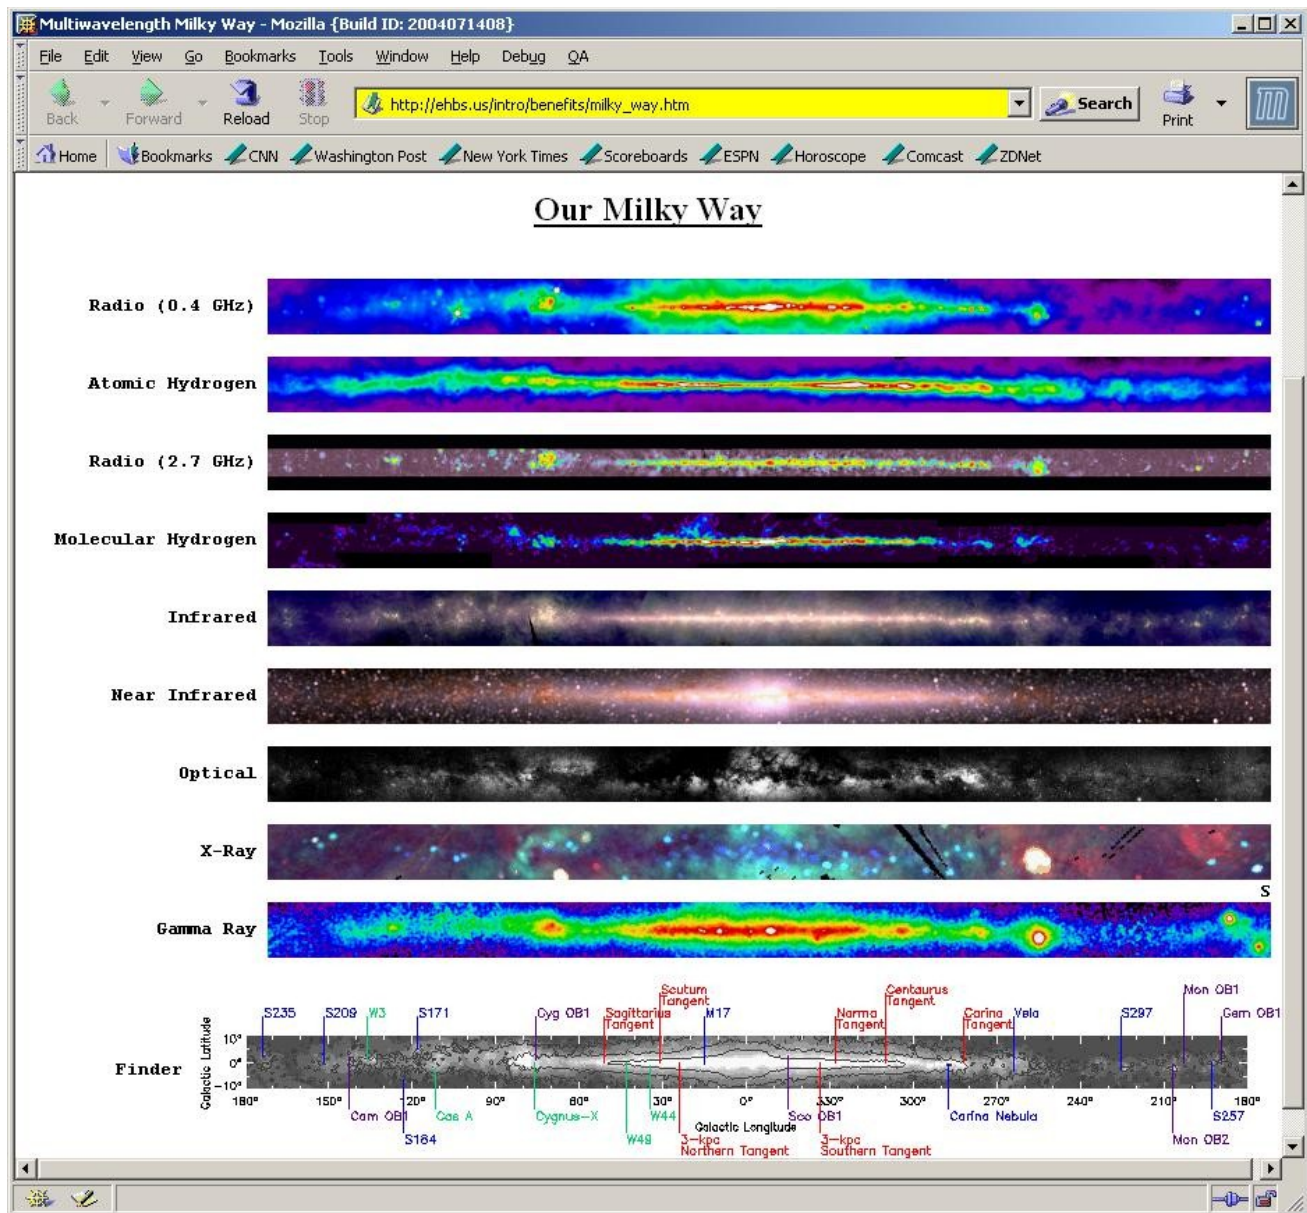 Multiwavelength Milky Way - Mozilla {Build ID: 2004071408}
File Edit View Go Bookmarks Tools Window Help Debug QA
Back Forward Reload Stop http://ehbs.us/intro/benefits/milky_way.htm Search Print
Home Bookmarks CNN Washington Post New York Times Scoreboards ESPN Horoscope Comcast ZDNet
Our Milky Way
Radio (0.4 GHz)
Atomic Hydrogen
Radio (2.7 GHz)
Molecular Hydrogen
Infrared
Near Infrared
Optical
X-Ray
S
Gamma Ray
Scutum Tangent
Centaurus Tangent
Mon OB1
S235 S209 W3 S171 Cyg OB1 Sagittarius Tangent M17 Norma Tangent Carina Tangent Vela S297 Gem OB1
Finder
Galactic Latitude
10°
0°
-10°
180° 150° 120° 90° 60° 30° 0° 330° 300° 270° 240° 210° 180°
Cam OB1 Cas A Cygnus-X W44 Sco OB1 Carina Nebula S257
Galactic Longitude
S184 W49 3-kpc Northern Tangent 3-kpc Southern Tangent Mon OB2